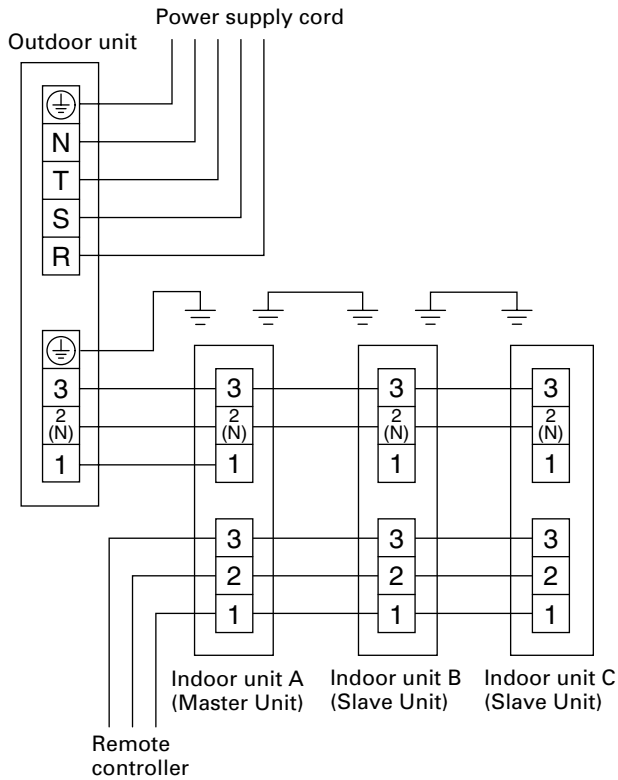 Power supply cord
Outdoor unit
N
T
S
R
3
2
(N)
1
3
2
(N)
1
3
2
(N)
1
3
2
(N)
1
3
2
1
3
2
1
3
2
1
Indoor unit A
(Master Unit)
Indoor unit B
(Slave Unit)
Indoor unit C
(Slave Unit)
Remote
controller